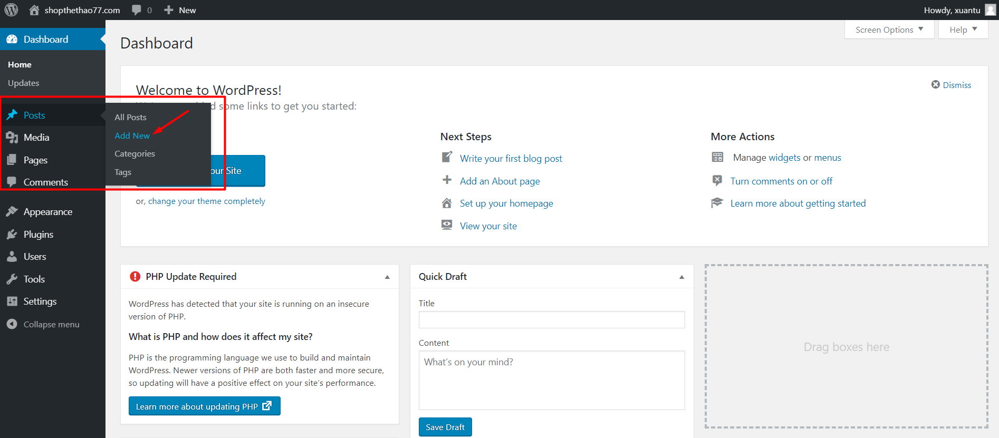 shopthethao77.com 0 New
Howdy, xuantu
Dashboard
Home
Updates
Posts
Media
Pages
Comments
Appearance
Plugins
Users
Tools
Settings
Collapse menu
All Posts
Add New
Categories
Tags
Screen Options
Help
Dashboard
Welcome to WordPress!
Dismiss
some links to get you started:
our Site
or, change your theme completely
Next Steps
Write your first blog post
Add an About page
Set up your homepage
View your site
More Actions
Manage widgets or menus
Turn comments on or off
Learn more about getting started
PHP Update Required
WordPress has detected that your site is running on an insecure
version of PHP.
What is PHP and how does it affect my site?
PHP is the programming language we use to build and maintain
WordPress. Newer versions of PHP are both faster and more secure,
so updating will have a positive effect on your site's performance.
Learn more about updating PHP
Quick Draft
Title
Content
What's on your mind?
Save Draft
Drag boxes here